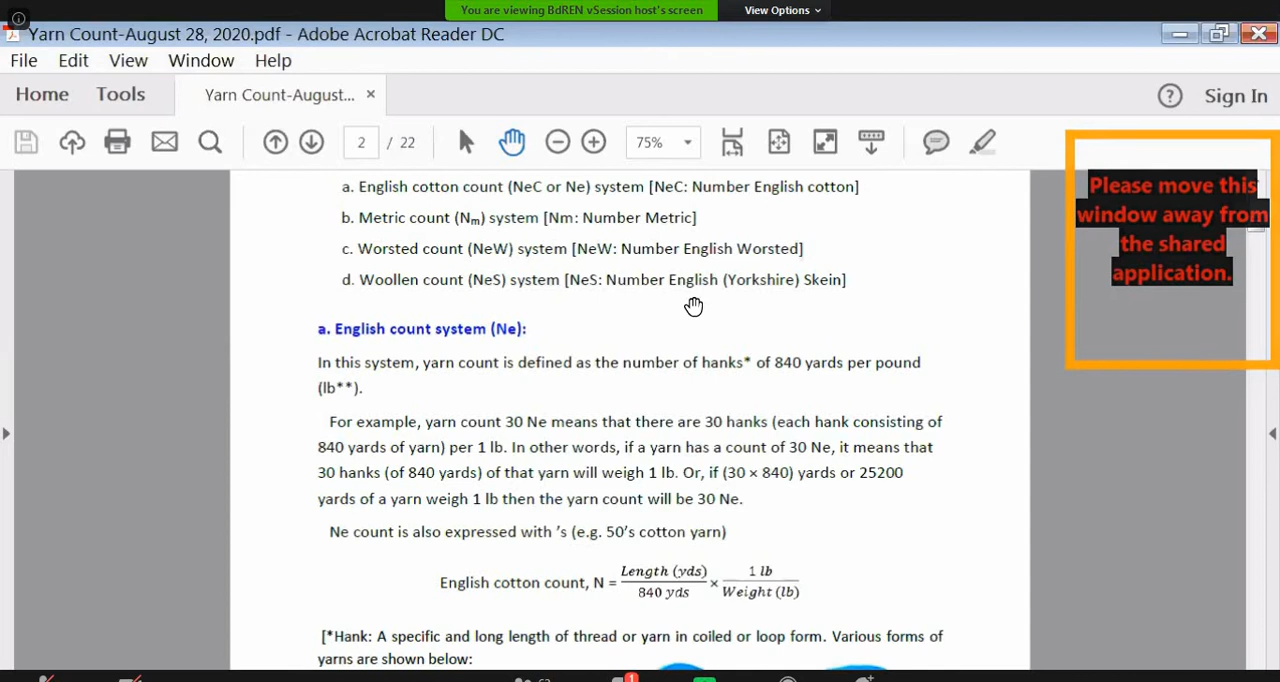 You are viewing BdREN vSession host's screen
View Options
Yarn Count-August 28, 2020.pdf - Adobe Acrobat Reader DC
File Edit View Window Help
Home Tools Yarn Count-August... × Sign In
2 / 22 75%
Please move this
window away from
the shared
application.
a. English cotton count (NeC or Ne) system [NeC: Number English cotton]
b. Metric count (Nm) system [Nm: Number Metric]
c. Worsted count (NeW) system [NeW: Number English Worsted]
d. Woollen count (NeS) system [NeS: Number English (Yorkshire) Skein]
a. English count system (Ne):
In this system, yarn count is defined as the number of hanks* of 840 yards per pound
(lb**).
For example, yarn count 30 Ne means that there are 30 hanks (each hank consisting of
840 yards of yarn) per 1 lb. In other words, if a yarn has a count of 30 Ne, it means that
30 hanks (of 840 yards) of that yarn will weigh 1 lb. Or, if (30 × 840) yards or 25200
yards of a yarn weigh 1 lb then the yarn count will be 30 Ne.
Ne count is also expressed with 's (e.g. 50's cotton yarn)
English cotton count, N = Length (yds) / 840 yds × 1 lb / Weight (lb)
[*Hank: A specific and long length of thread or yarn in coiled or loop form. Various forms of
yarns are shown below:
1